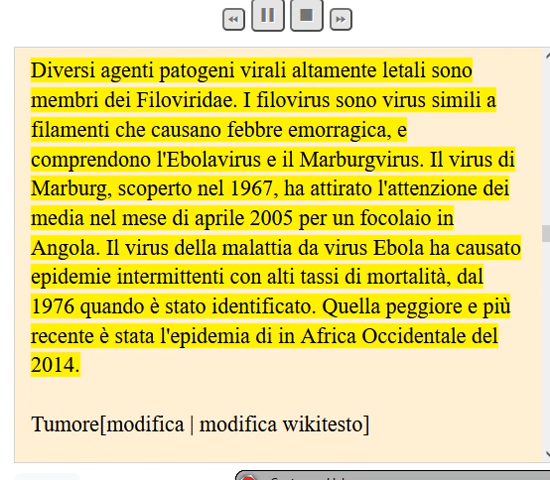 Diversi agenti patogeni virali altamente letali sono
membri dei Filoviridae. I filovirus sono virus simili a
filamenti che causano febbre emorragica, e
comprendono l'Ebolavirus e il Marburgvirus. Il virus di
Marburg, scoperto nel 1967, ha attirato l'attenzione dei
media nel mese di aprile 2005 per un focolaio in
Angola. Il virus della malattia da virus Ebola ha causato
epidemie intermittenti con alti tassi di mortalità, dal
1976 quando è stato identificato. Quella peggiore e più
recente è stata l'epidemia di in Africa Occidentale del
2014.
Tumore[modifica | modifica wikitesto]